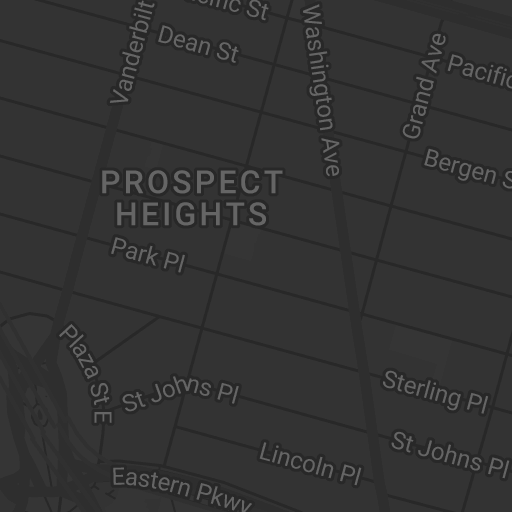 Pacific St
Vanderbilt
Dean St
Washington Ave
Grand Ave
Pacific
Bergen S
PROSPECT
HEIGHTS
Park Pl
Plaza St E
St Johns Pl
Sterling Pl
St Johns Pl
Lincoln Pl
Eastern Pkwy